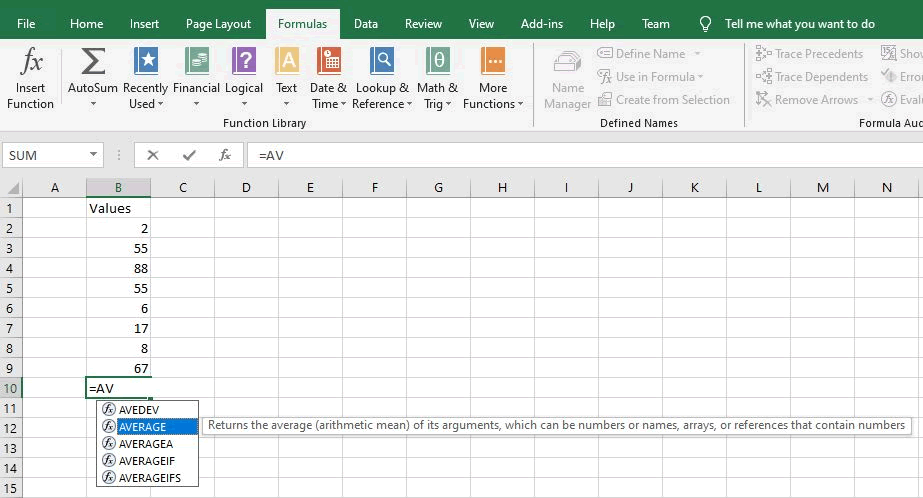 File Home Insert Page Layout Formulas Data Review View Add-ins Help Team Tell me what you want to do
fx Σ ? A θ
Insert Function
AutoSum
Recently Used
Financial
Logical
Text
Date & Time
Lookup & Reference
Math & Trig
More Functions
Function Library
Name Manager
Define Name
Use in Formula
Create from Selection
Defined Names
Trace Precedents
Trace Dependents
Remove Arrows
Formula
SUM fx =AV
A B C D E F G H I J K L M N
1 Values
2 2
3 55
4 88
5 55
6 6
7 17
8 8
9 67
10 =AV
11 fx AVEDEV
12 fx AVERAGE Returns the average (arithmetic mean) of its arguments, which can be numbers or names, arrays, or references that contain numbers
13 fx AVERAGEA
14 fx AVERAGEIF
15 fx AVERAGEIFS